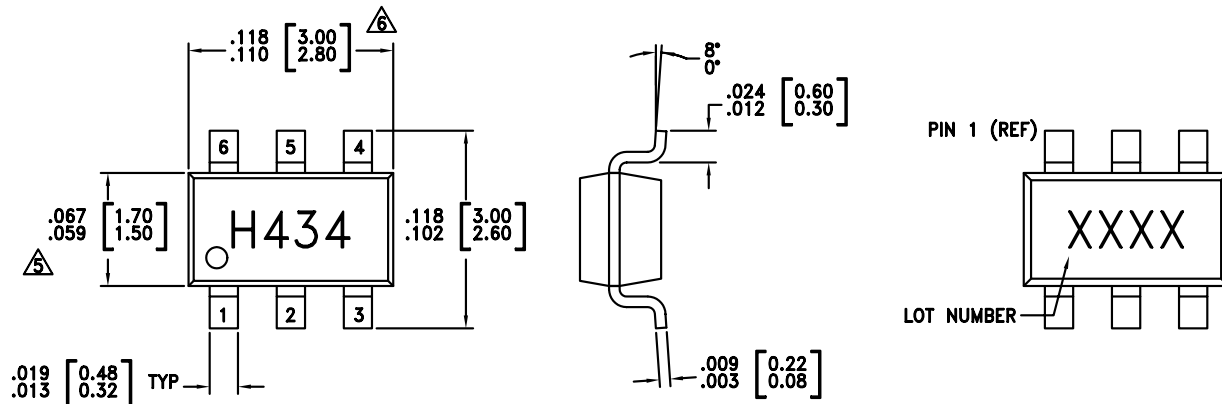 6
.118 [3.00]
.110 [2.80]
8°
0°
.024 [0.60]
.012 [0.30]
PIN 1 (REF)
6 5 4
.067 [1.70]
.059 [1.50]
5
H434
.118 [3.00]
.102 [2.60]
XXXX
LOT NUMBER
1 2 3
.019 [0.48]
.013 [0.32]
TYP
.009 [0.22]
.003 [0.08]